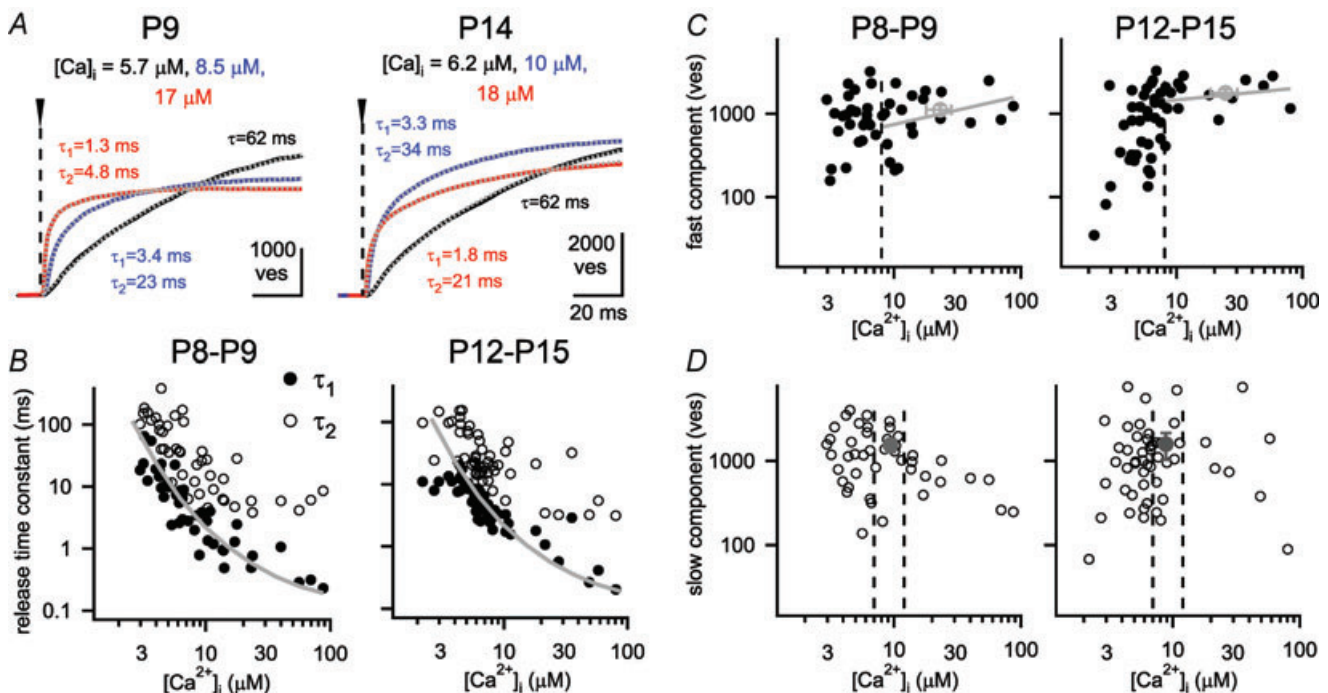 A
P9
[Ca]i = 5.7 µM, 8.5 µM,
17 µM
τ1=1.3 ms
τ2=4.8 ms
τ=62 ms
τ1=3.4 ms
τ2=23 ms
1000
ves
P14
[Ca]i = 6.2 µM, 10 µM,
18 µM
τ1=3.3 ms
τ2=34 ms
τ=62 ms
τ1=1.8 ms
τ2=21 ms
2000
ves
20 ms
B
P8-P9
τ1
τ2
release time constant (ms)
100
10
1
0.1
3 10 30 100
[Ca2+]i (µM)
P12-P15
3 10 30 100
[Ca2+]i (µM)
C
P8-P9
fast component (ves)
1000
100
3 10 30 100
[Ca2+]i (µM)
P12-P15
3 10 30 100
[Ca2+]i (µM)
D
slow component (ves)
1000
100
3 10 30 100
[Ca2+]i (µM)
3 10 30 100
[Ca2+]i (µM)